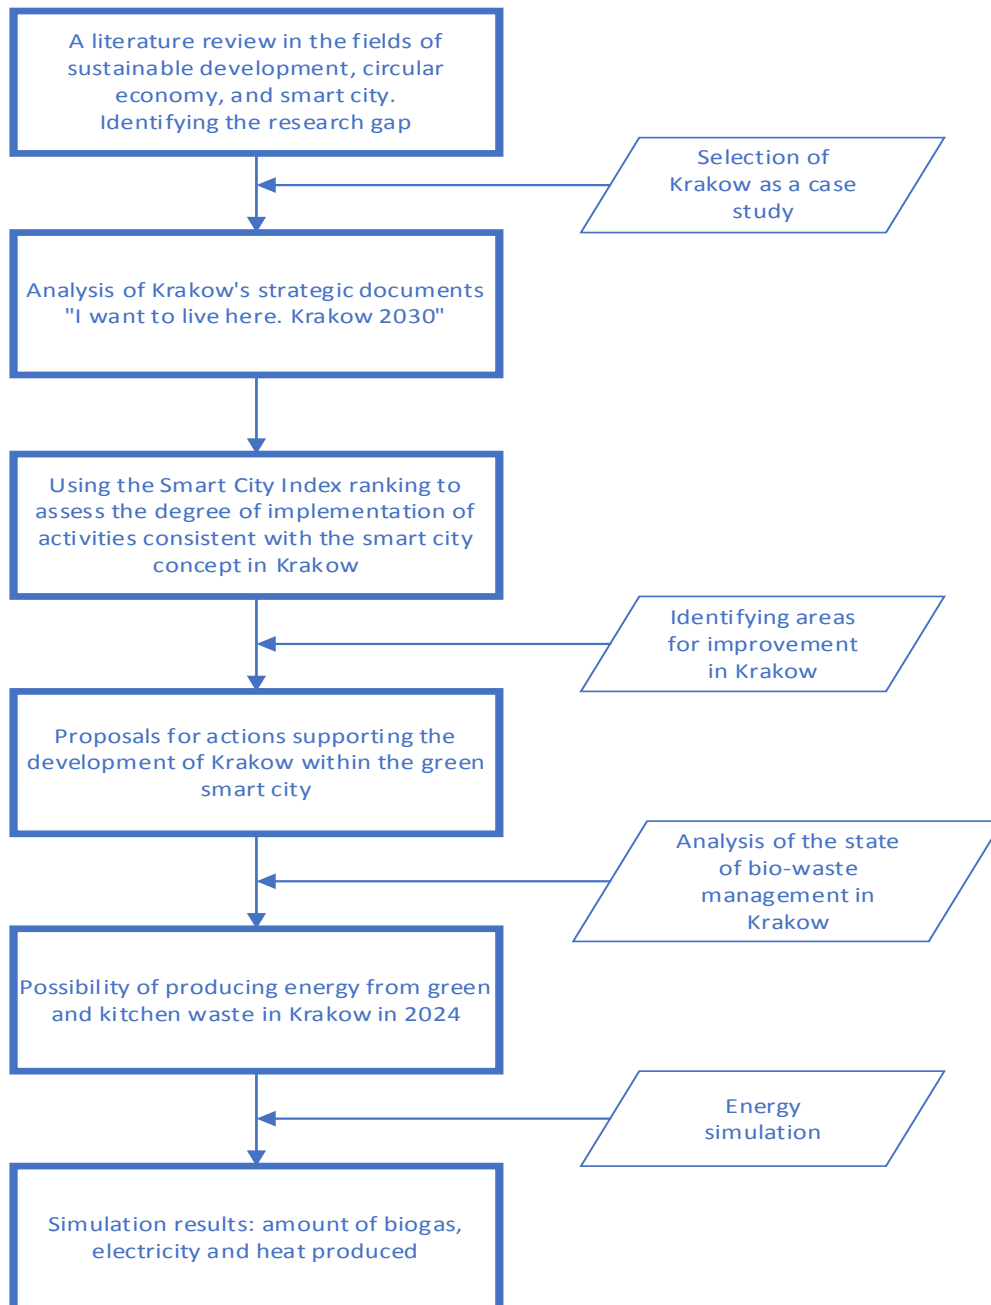 A literature review in the fields of
sustainable development, circular
economy, and smart city.
Identifying the research gap
Selection of
Krakow as a case
study
Analysis of Krakow's strategic documents
"I want to live here. Krakow 2030"
Using the Smart City Index ranking to
assess the degree of implementation of
activities consistent with the smart city
concept in Krakow
Identifying areas
for improvement
in Krakow
Proposals for actions supporting the
development of Krakow within the green
smart city
Analysis of the state
of bio-waste
management in
Krakow
Possibility of producing energy from green
and kitchen waste in Krakow in 2024
Energy
simulation
Simulation results: amount of biogas,
electricity and heat produced